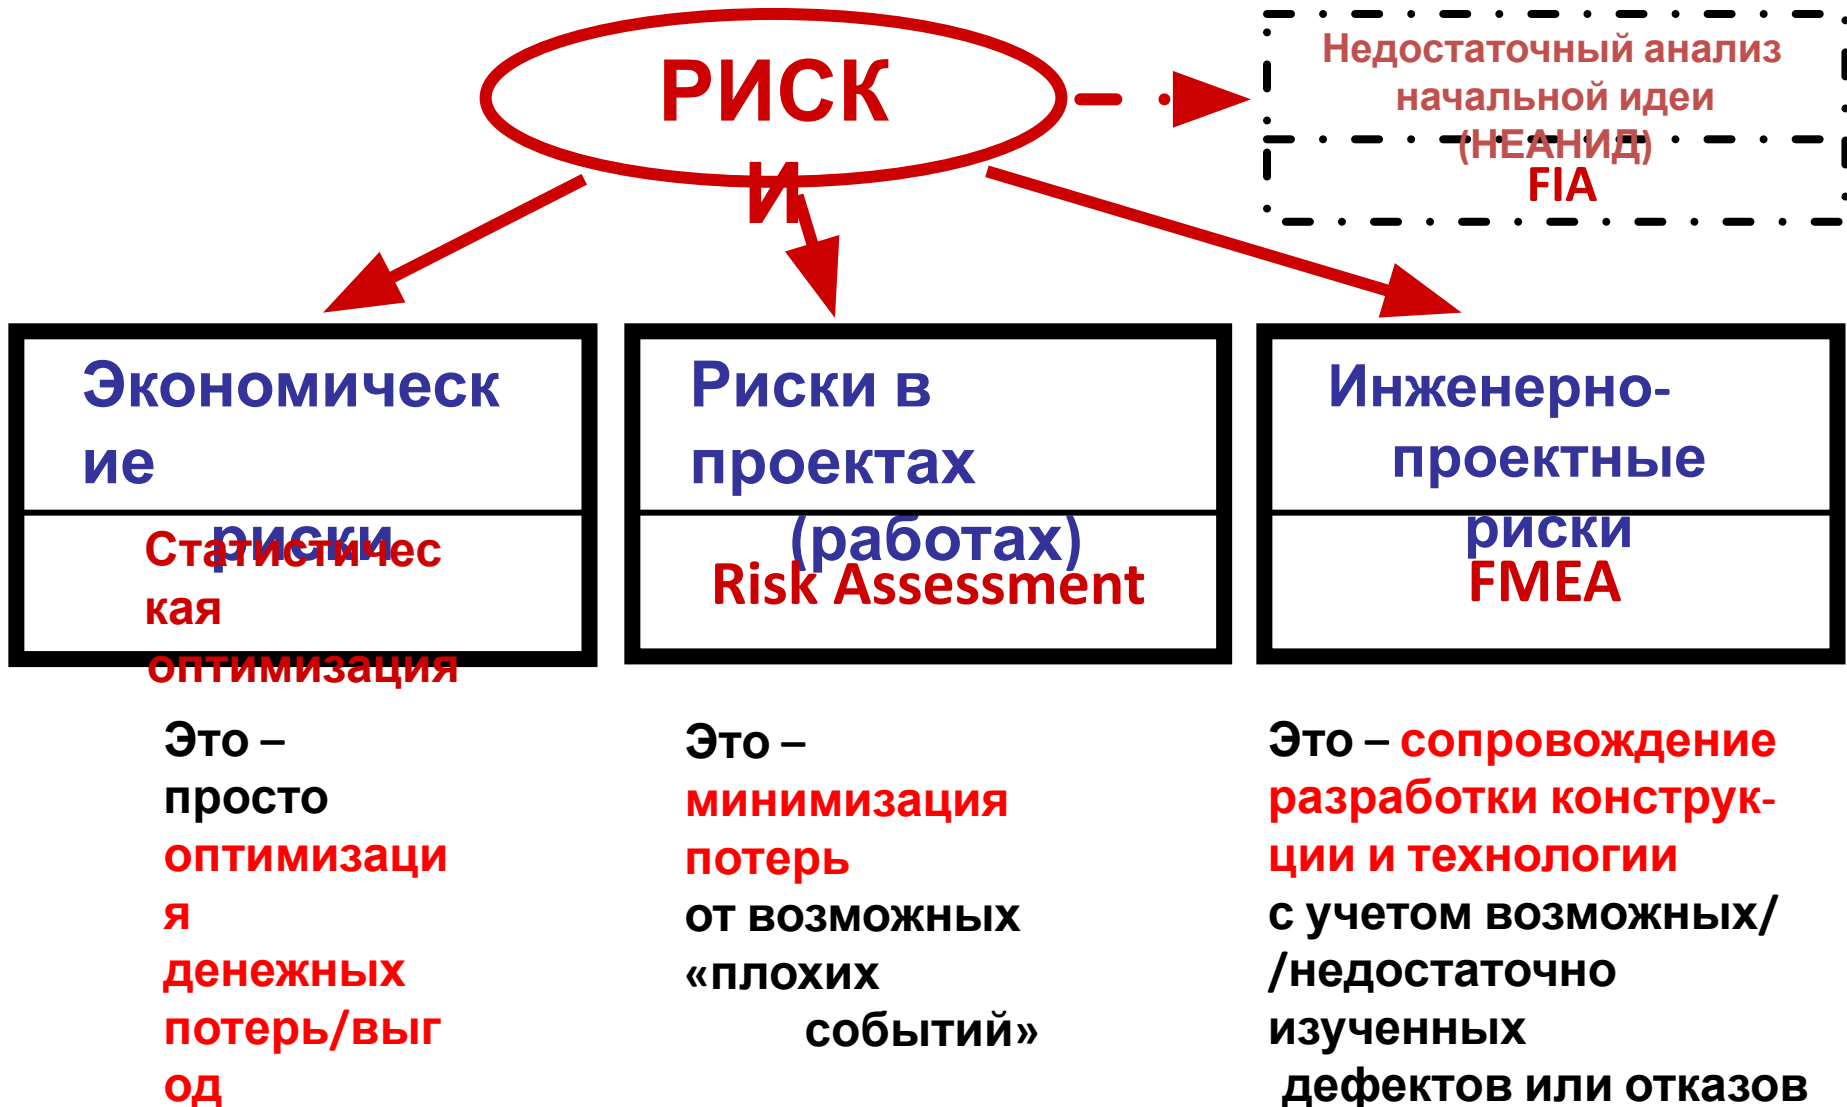 РИСК
И
Недостаточный анализ
начальной идеи
(НЕАНИД)
FIA
Экономическ
ие
риски
Статистичес
кая
оптимизация
Риски в
проектах
(работах)
Risk Assessment
Инженерно-
проектные
риски
FMEA
Это –
просто
оптимизаци
я
денежных
потерь/выг
од
Это –
минимизация
потерь
от возможных
«плохих
событий»
Это – сопровождение
разработки конструк-
ции и технологии
с учетом возможных/
/недостаточно
изученных
дефектов или отказов